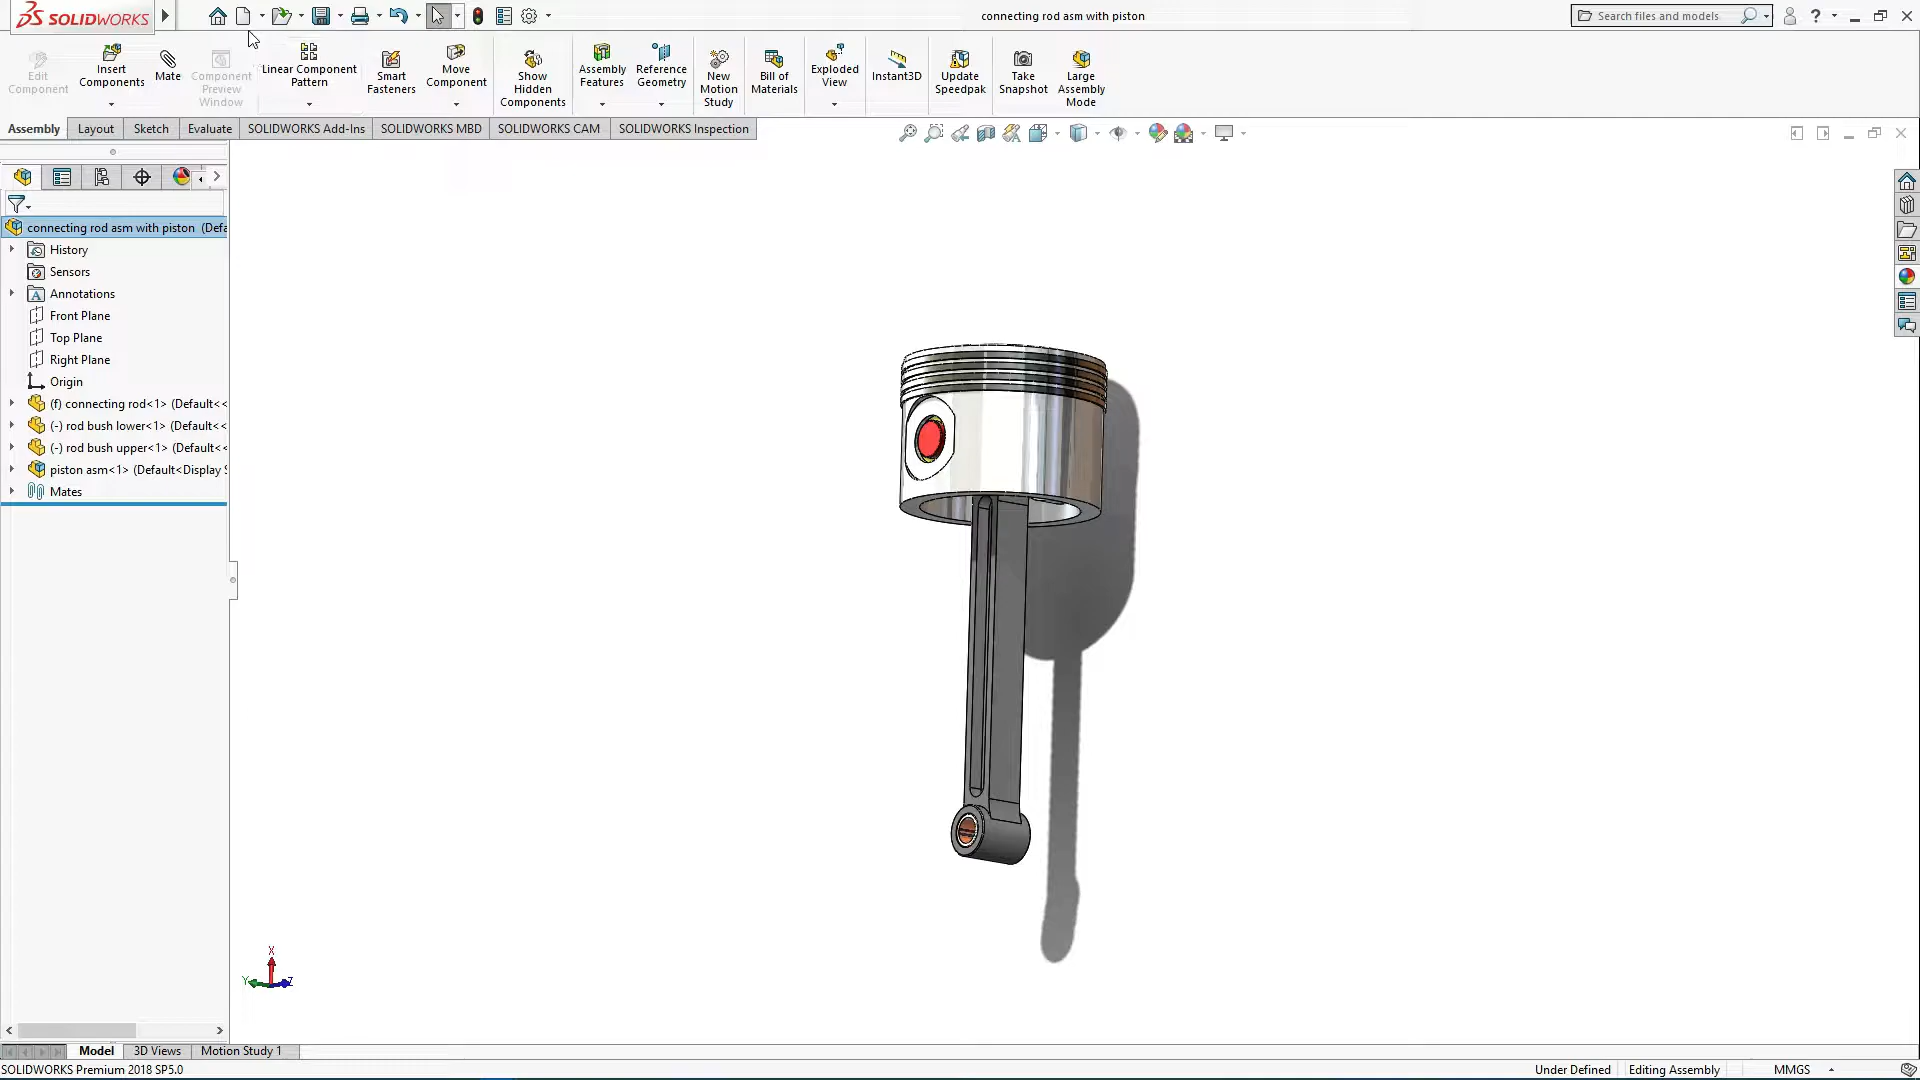 SOLIDWORKS
connecting rod asm with piston
Search files and models
Edit
Component
Insert
Components
Mate
Component
Preview
Window
Linear Component
Pattern
Smart
Fasteners
Move
Component
Show
Hidden
Components
Assembly
Features
Reference
Geometry
New
Motion
Study
Bill of
Materials
Exploded
View
Instant3D
Update
Speedpak
Take
Snapshot
Large
Assembly
Mode
Assembly
Layout
Sketch
Evaluate
SOLIDWORKS Add-Ins
SOLIDWORKS MBD
SOLIDWORKS CAM
SOLIDWORKS Inspection
connecting rod asm with piston (Defa
History
Sensors
Annotations
Front Plane
Top Plane
Right Plane
Origin
(f) connecting rod<1> (Default<<
(-) rod bush lower<1> (Default<<
(-) rod bush upper<1> (Default<<
piston asm<1> (Default<Display S
Mates
X
Y
Z
Model
3D Views
Motion Study 1
SOLIDWORKS Premium 2018 SP5.0
Under Defined
Editing Assembly
MMGS